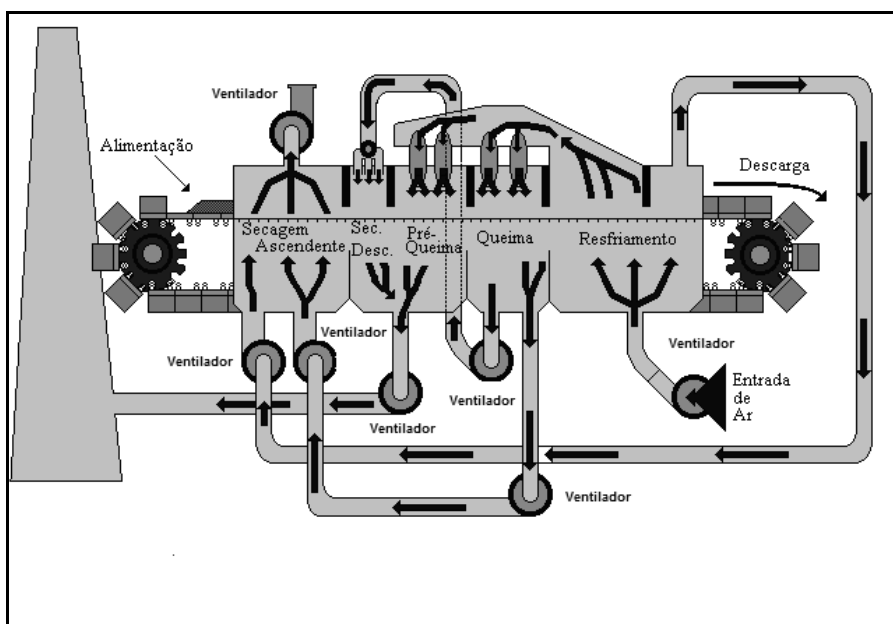 Ventilador
Alimentação
Descarga
Secagem
Ascendente
Sec.
Desc.
Pré-
Queima
Queima
Resfriamento
Ventilador
Ventilador
Ventilador
Ventilador
Ventilador
Entrada
de
Ar
Ventilador
Ventilador